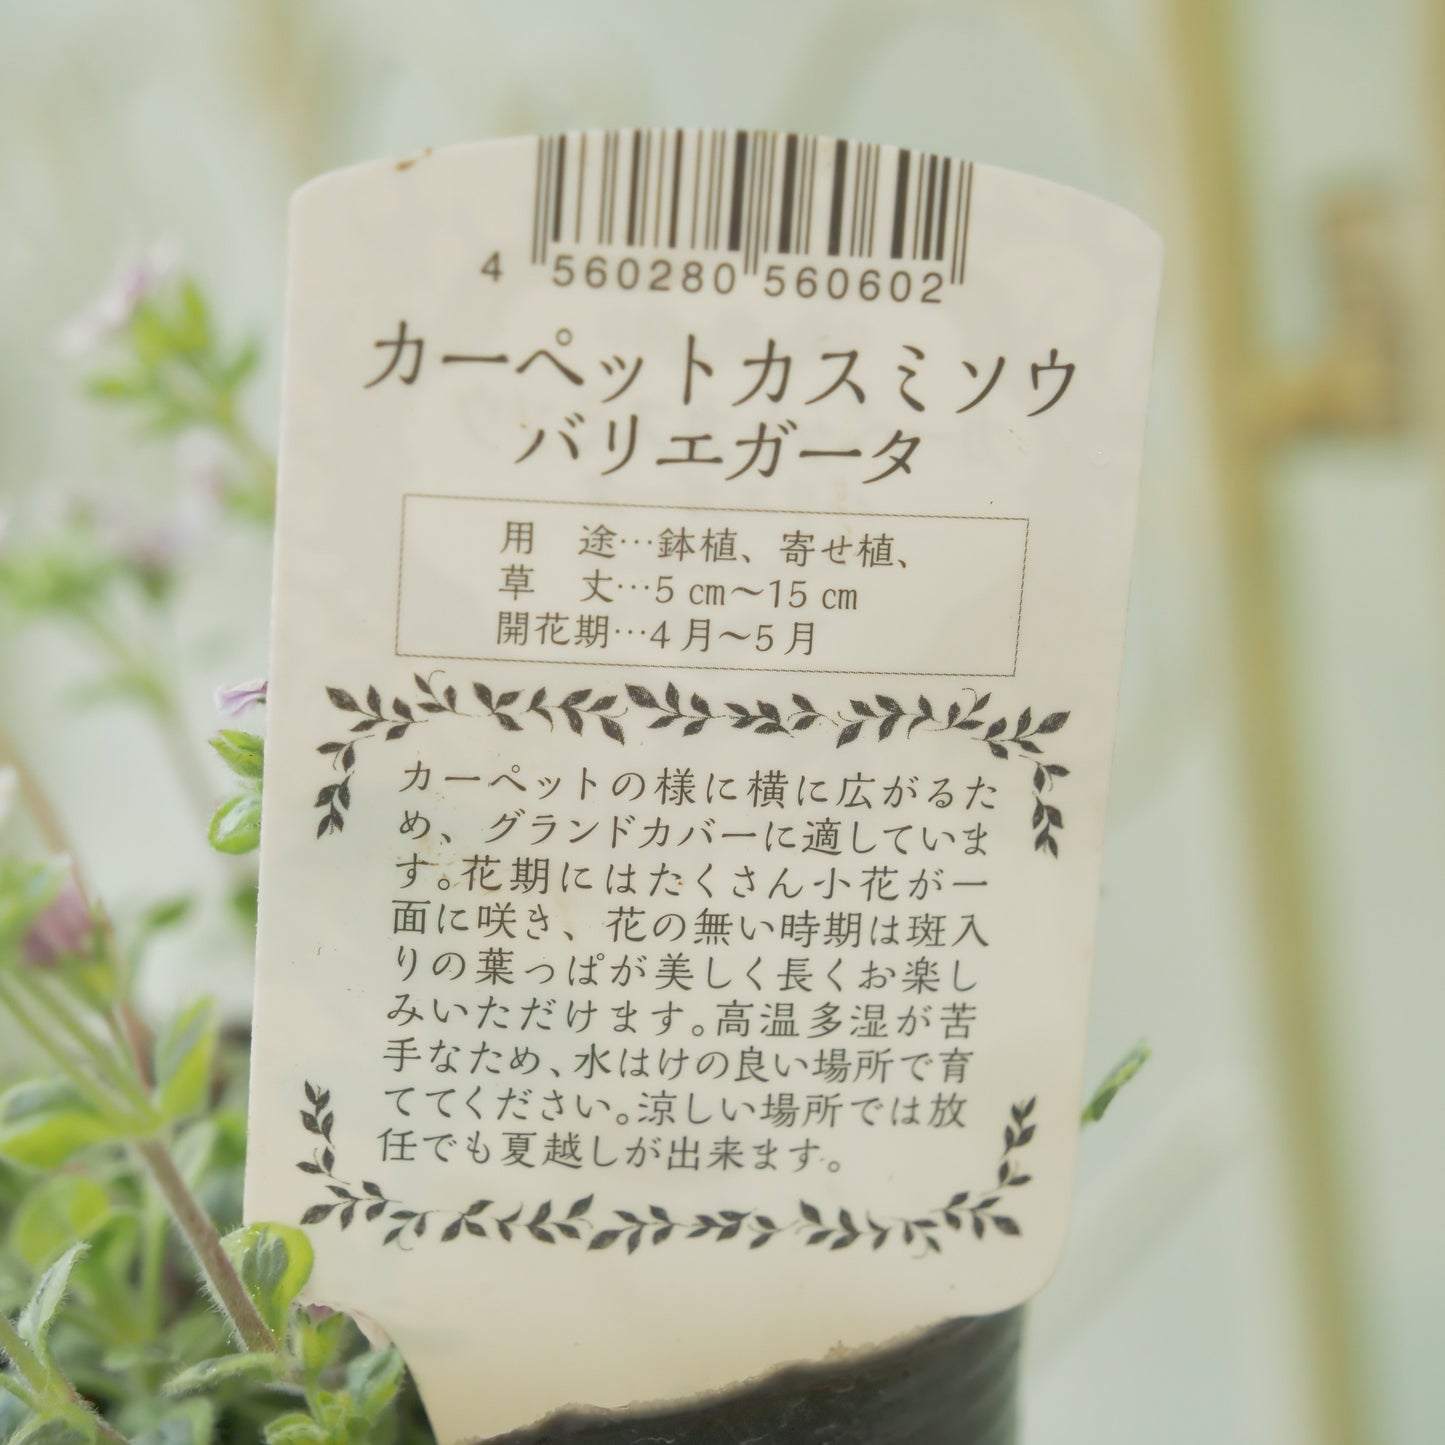 4 560280 560602
カーペットカスミソウ
バリエガータ
用　途…鉢植、寄せ植、
草　丈…5㎝〜15㎝
開花期…4月〜5月
カーペットの様に横に広がるた
め、グランドカバーに適していま
す。花期にはたくさん小花が一
面に咲き、花の無い時期は斑入
りの葉っぱが美しく長くお楽し
みいただけます。高温多湿が苦
手なため、水はけの良い場所で育
ててください。涼しい場所では放
任でも夏越しが出来ます。